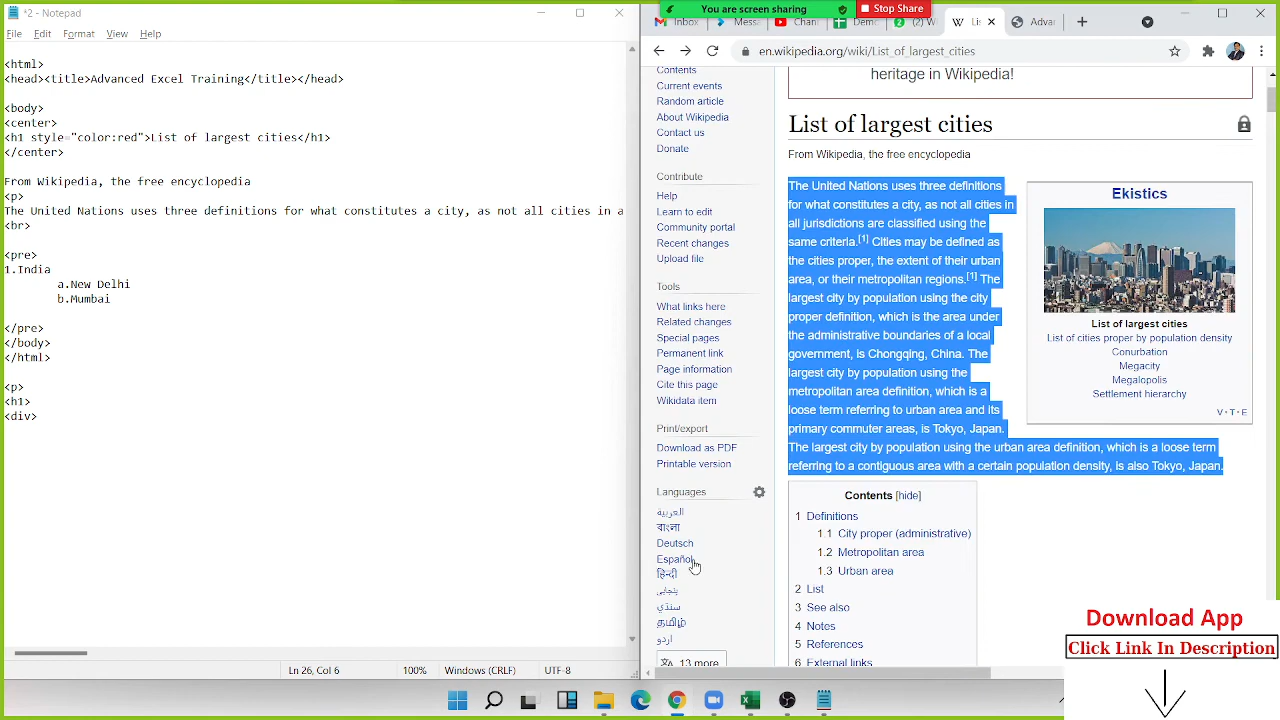 *2 - Notepad
File Edit Format View Help
<html>
<head><title>Advanced Excel Training</title></head>
<body>
<center>
<h1 style="color:red">List of largest cities</h1>
</center>
From Wikipedia, the free encyclopedia
<p>
The United Nations uses three definitions for what constitutes a city, as not all cities in a
<br>
<pre>
1.India
a.New Delhi
b.Mumbai
</pre>
</body>
</html>
<p>
<h1>
<div>
Ln 26, Col 6 100% Windows (CRLF) UTF-8
You are screen sharing Stop Share
Inbox Messa Chan Demo (2) W Li Advar
en.wikipedia.org/wiki/List_of_largest_cities
Contents
Current events
Random article
About Wikipedia
Contact us
Donate
Contribute
Help
Learn to edit
Community portal
Recent changes
Upload file
Tools
What links here
Related changes
Special pages
Permanent link
Page information
Cite this page
Wikidata item
Print/export
Download as PDF
Printable version
Languages
العربية
বাংলা
Deutsch
Español
हिन्दी
پنجابی
سنڌي
தமிழ்
اردو
13 more
heritage in Wikipedia!
List of largest cities
From Wikipedia, the free encyclopedia
The United Nations uses three definitions
for what constitutes a city, as not all cities in
all jurisdictions are classified using the
same criteria.[1] Cities may be defined as
the cities proper, the extent of their urban
area, or their metropolitan regions.[1] The
largest city by population using the city
proper definition, which is the area under
the administrative boundaries of a local
government, is Chongqing, China. The
largest city by population using the
metropolitan area definition, which is a
loose term referring to urban area and its
primary commuter areas, is Tokyo, Japan.
The largest city by population using the urban area definition, which is a loose term
referring to a contiguous area with a certain population density, is also Tokyo, Japan.
Ekistics
List of largest cities
List of cities proper by population density
Conurbation
Megacity
Megalopolis
Settlement hierarchy
V · T · E
Contents [hide]
1 Definitions
1.1 City proper (administrative)
1.2 Metropolitan area
1.3 Urban area
2 List
3 See also
4 Notes
5 References
6 External links
Download App
Click Link In Description